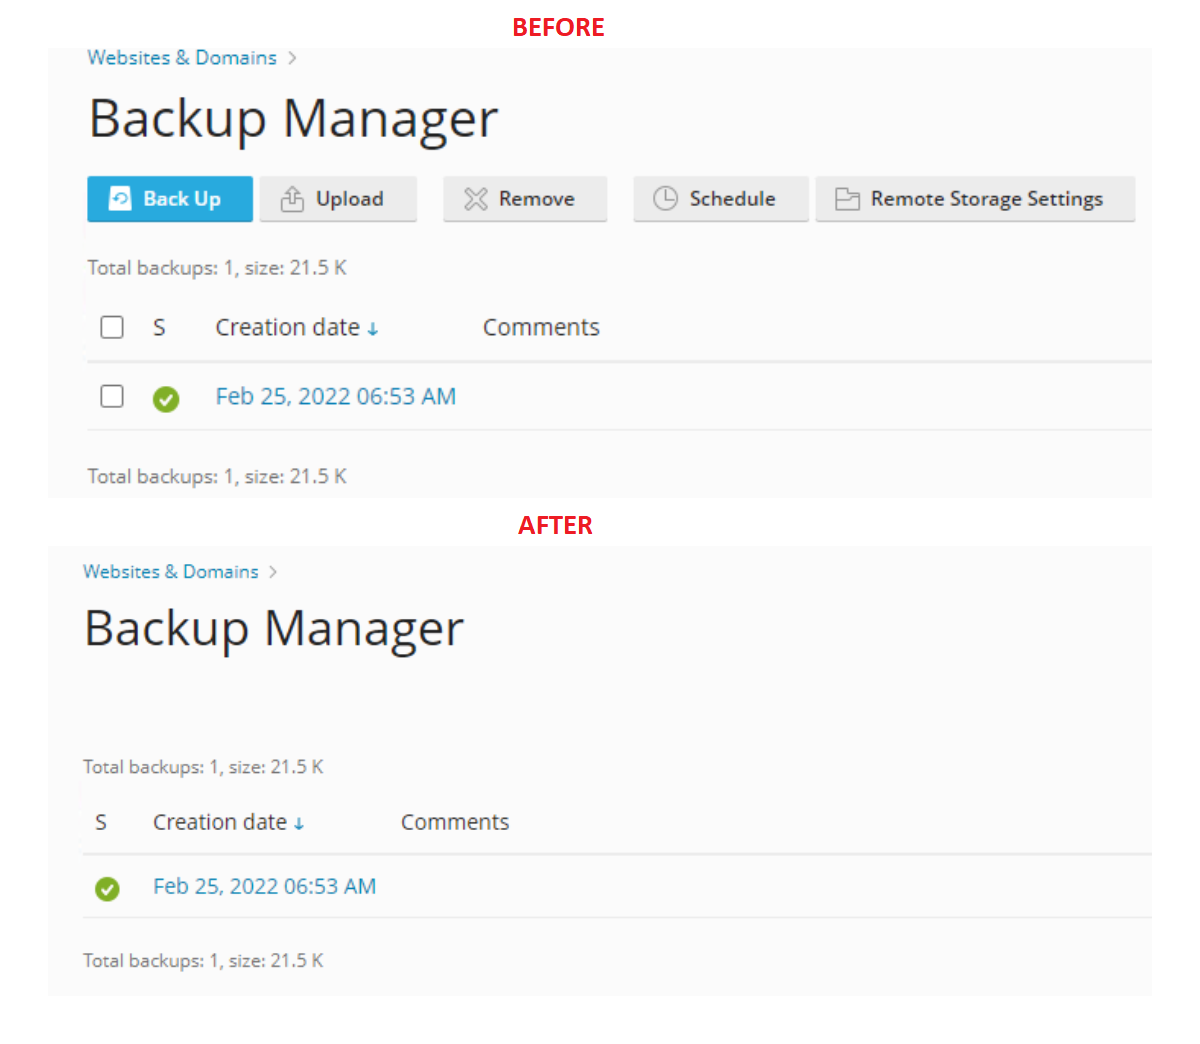 BEFORE
Websites & Domains >
Backup Manager
Back Up Upload Remove Schedule Remote Storage Settings
Total backups: 1, size: 21.5 K
S Creation date ↓ Comments
Feb 25, 2022 06:53 AM
Total backups: 1, size: 21.5 K
AFTER
Websites & Domains >
Backup Manager
Total backups: 1, size: 21.5 K
S Creation date ↓ Comments
Feb 25, 2022 06:53 AM
Total backups: 1, size: 21.5 K